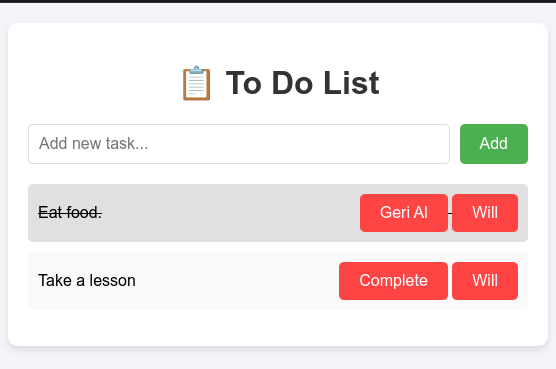 📋 To Do List
Add new task... Add
Eat food. Geri Al Will
Take a lesson Complete Will